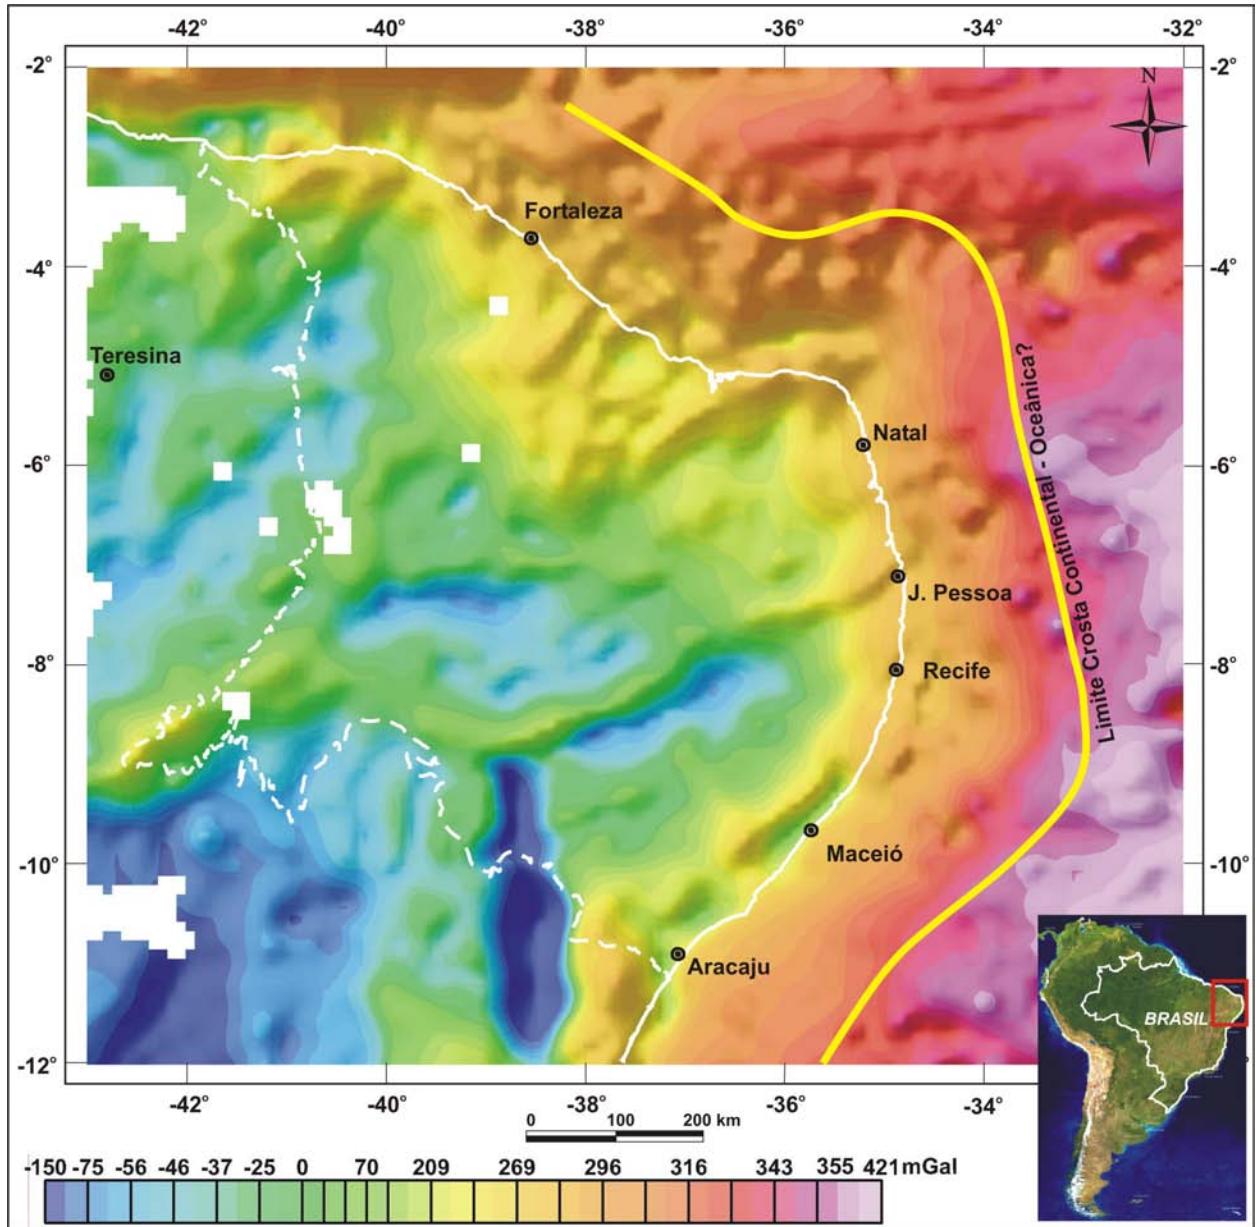 -42° -40° -38° -36° -34° -32°
-2° -2°
N
Fortaleza
-4° -4°
Teresina
Limite Crosta Continental - Oceânica?
Natal
-6° -6°
J. Pessoa
-8° Recife -8°
Maceió
-10° -10°
Aracaju
BRASIL
-12°
-42° -40° -38° -36° -34°
0 100 200 km
-150 -75 -56 -46 -37 -25 0 70 209 269 296 316 343 355 421 mGal